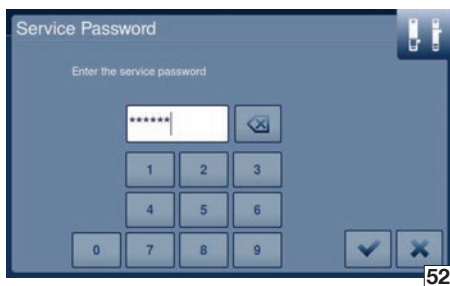 Service Password
Enter the service password
******
1 2 3
4 5 6
0 7 8 9
52